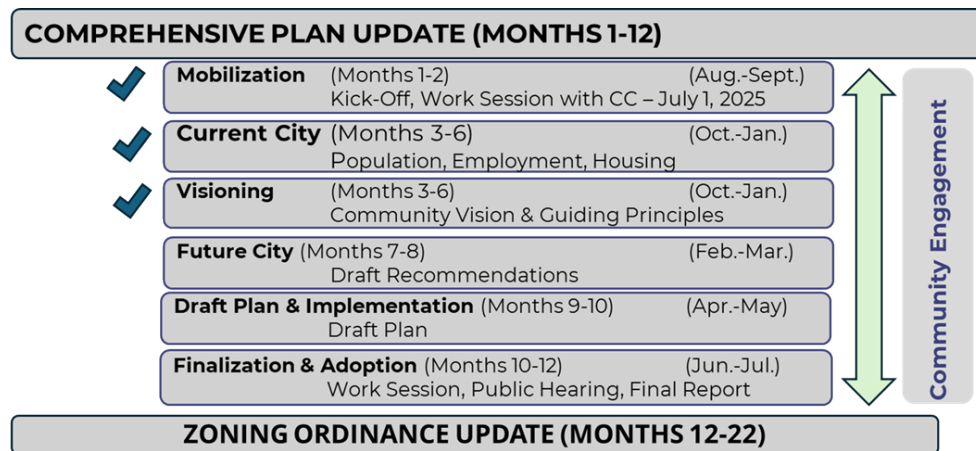 COMPREHENSIVE PLAN UPDATE (MONTHS 1-12)
Mobilization (Months 1-2) (Aug.-Sept.)
Kick-Off, Work Session with CC – July 1, 2025
Current City (Months 3-6) (Oct.-Jan.)
Population, Employment, Housing
Visioning (Months 3-6) (Oct.-Jan.)
Community Vision & Guiding Principles
Future City (Months 7-8) (Feb.-Mar.)
Draft Recommendations
Draft Plan & Implementation (Months 9-10) (Apr.-May)
Draft Plan
Finalization & Adoption (Months 10-12) (Jun.-Jul.)
Work Session, Public Hearing, Final Report
Community Engagement
ZONING ORDINANCE UPDATE (MONTHS 12-22)